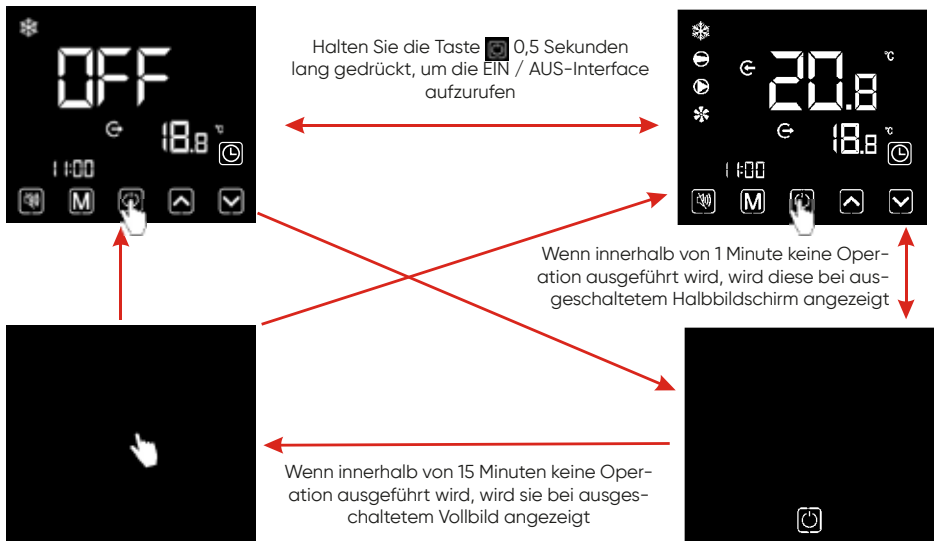 OFF
18.8 °C
11:00
M
Halten Sie die Taste 0,5 Sekunden
lang gedrückt, um die EIN / AUS-Interface
aufzurufen
20.8 °C
18.8 °C
11:00
M
Wenn innerhalb von 1 Minute keine Oper-
ation ausgeführt wird, wird diese bei aus-
geschaltetem Halbbildschirm angezeigt
Wenn innerhalb von 15 Minuten keine Oper-
ation ausgeführt wird, wird sie bei ausges-
chaltetem Vollbild angezeigt